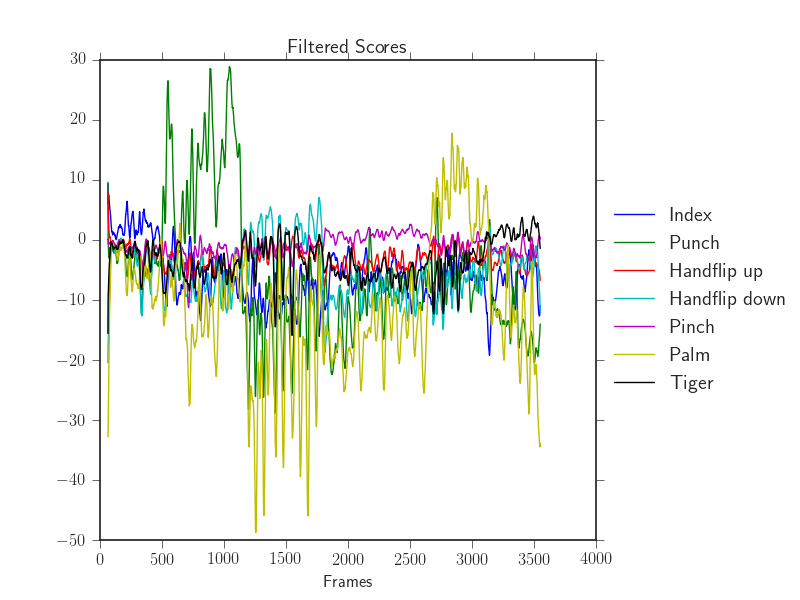 Filtered Scores
30
20
10
0
−10
−20
−30
−40
−50
0 500 1000 1500 2000 2500 3000 3500 4000
Frames
Index
Punch
Handflip up
Handflip down
Pinch
Palm
Tiger